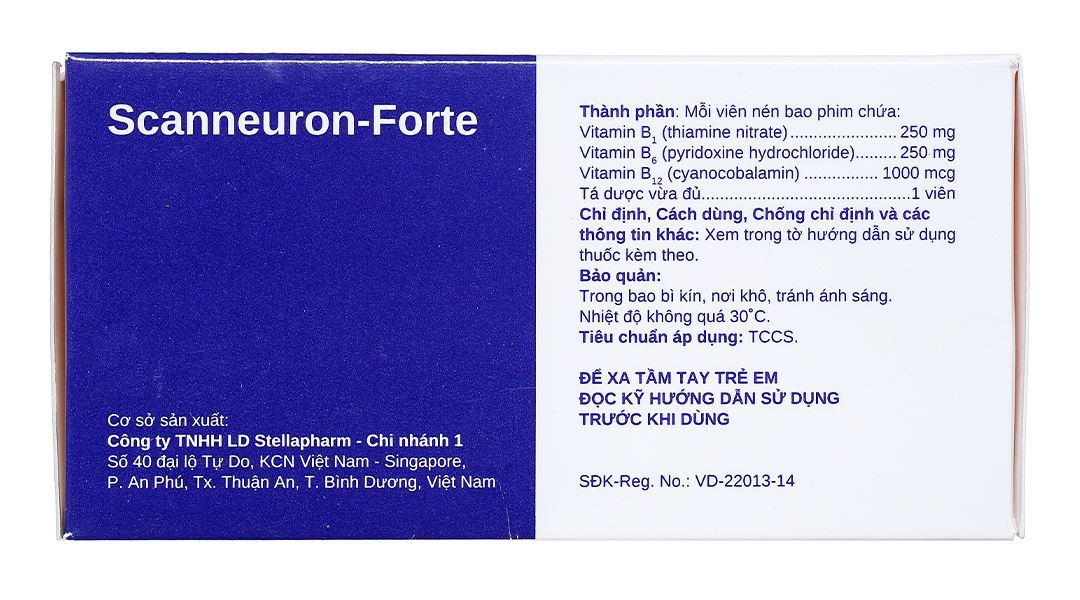 Scanneuron-Forte
Cơ sở sản xuất:
Công ty TNHH LD Stellapharm - Chi nhánh 1
Số 40 đại lộ Tự Do, KCN Việt Nam - Singapore,
P. An Phú, Tx. Thuận An, T. Bình Dương, Việt Nam
Thành phần: Mỗi viên nén bao phim chứa:
Vitamin B1 (thiamine nitrate)....................... 250 mg
Vitamin B6 (pyridoxine hydrochloride)......... 250 mg
Vitamin B12 (cyanocobalamin) ................ 1000 mcg
Tá dược vừa đủ.............................................1 viên
Chỉ định, Cách dùng, Chống chỉ định và các
thông tin khác: Xem trong tờ hướng dẫn sử dụng
thuốc kèm theo.
Bảo quản:
Trong bao bì kín, nơi khô, tránh ánh sáng.
Nhiệt độ không quá 30˚C.
Tiêu chuẩn áp dụng: TCCS.
ĐỂ XA TẦM TAY TRẺ EM
ĐỌC KỸ HƯỚNG DẪN SỬ DỤNG
TRƯỚC KHI DÙNG
SĐK-Reg. No.: VD-22013-14